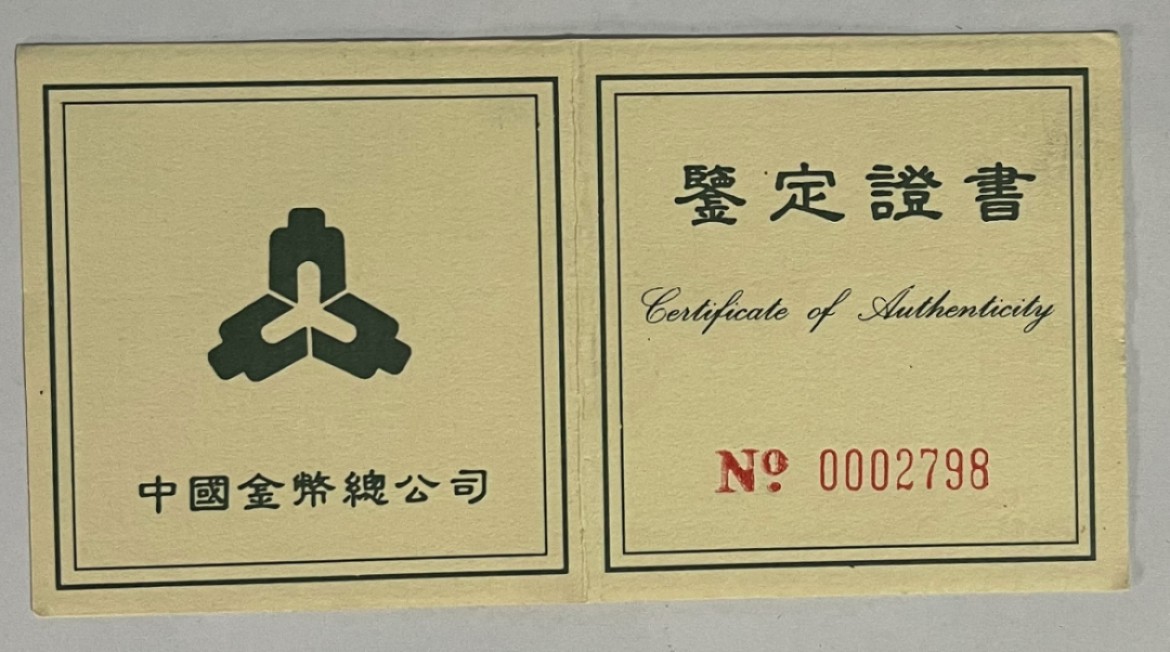 中國金幣總公司
鑒定證書
Certificate of Authenticity
Nº 0002798